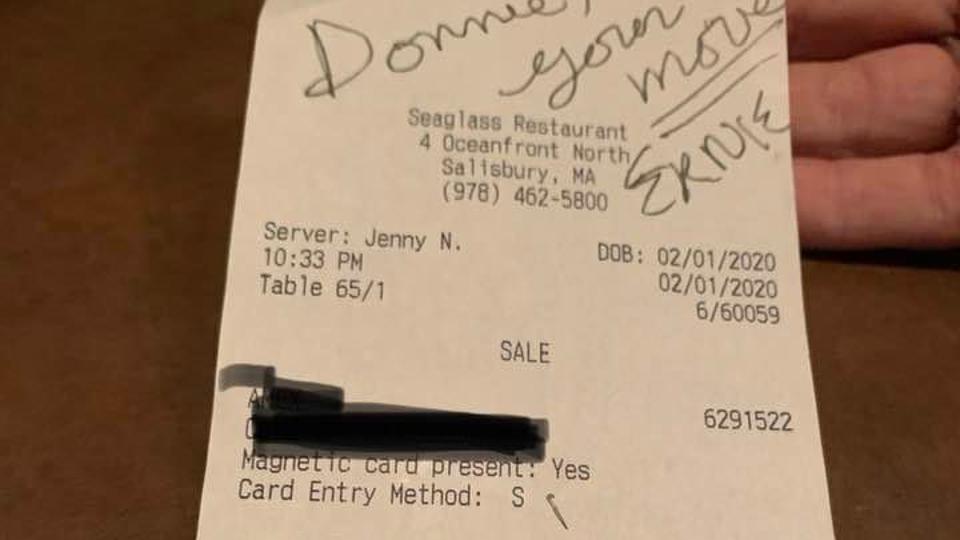 Donnie,
your
move
ERNIE
Seaglass Restaurant
4 Oceanfront North
Salisbury, MA
(978) 462-5800
Server: Jenny N.
DOB: 02/01/2020
10:33 PM
02/01/2020
Table 65/1
6/60059
SALE
6291522
Magnetic card present: Yes
Card Entry Method: S